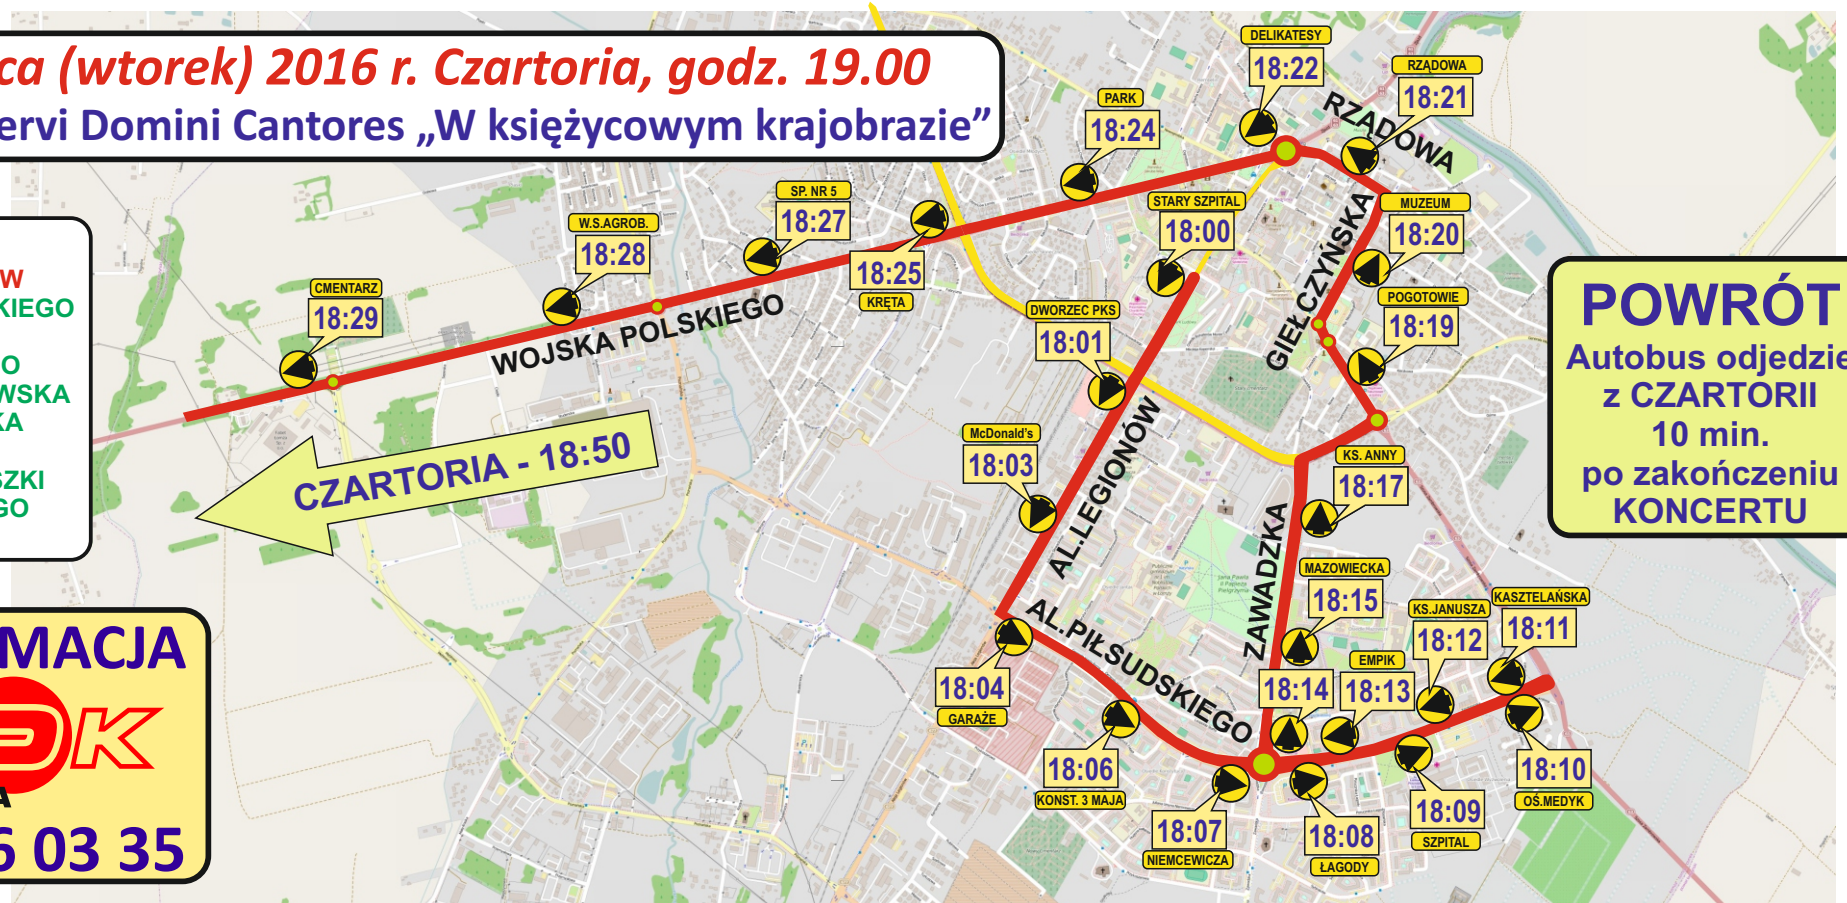 ca (wtorek) 2016 r. Czartoria, godz. 19.00
ervi Domini Cantores „W księżycowym krajobrazie”
W
KIEGO
O
WSKA
KA
SZKI
GO
MACJA
DK
A
6 03 35
POWRÓT
Autobus odjedzie
z CZARTORII
10 min.
po zakończeniu
KONCERTU
CZARTORIA - 18:50
WOJSKA POLSKIEGO
AL.LEGIONÓW
AL.PIŁSUDSKIEGO
ZAWADZKA
GIEŁCZYŃSKA
RZĄDOWA
STARY SZPITAL
18:00
DWORZEC PKS
18:01
McDonald's
18:03
18:04
GARAŻE
18:06
KONST. 3 MAJA
18:07
NIEMCEWICZA
18:08
ŁAGODY
18:09
SZPITAL
18:10
OŚ.MEDYK
KASZTELAŃSKA
18:11
KS.JANUSZA
18:12
EMPIK
18:13
18:14
MAZOWIECKA
18:15
KS. ANNY
18:17
POGOTOWIE
18:19
MUZEUM
18:20
RZĄDOWA
18:21
DELIKATESY
18:22
PARK
18:24
18:25
KRĘTA
SP. NR 5
18:27
W.S.AGROB.
18:28
CMENTARZ
18:29